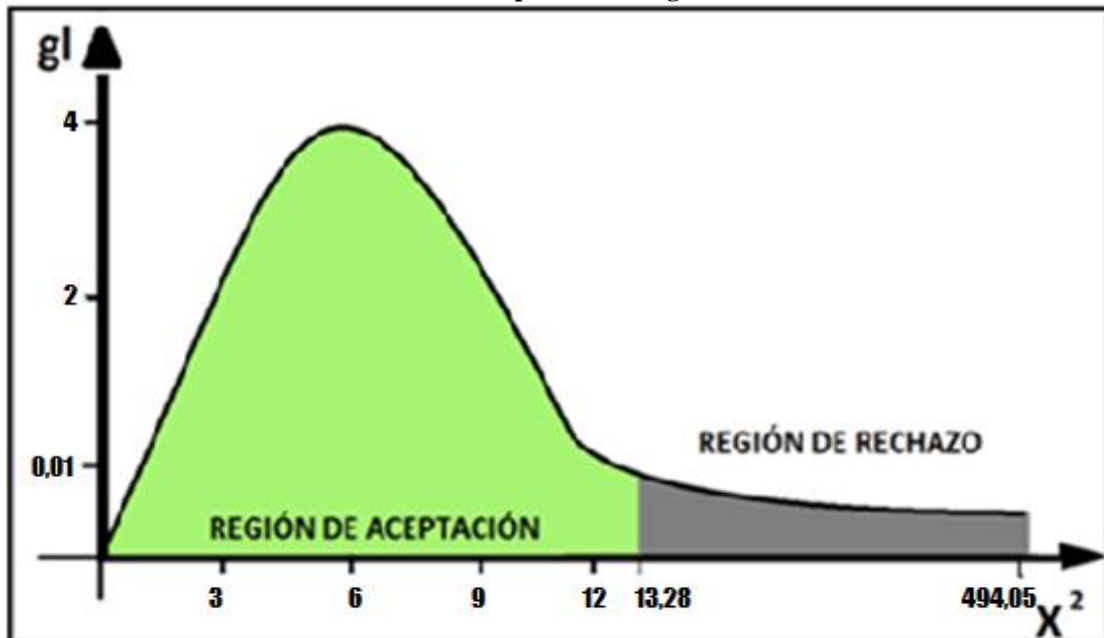 gl
4
2
0,01
REGIÓN DE RECHAZO
REGIÓN DE ACEPTACIÓN
3 6 9 12 13,28 494,05
X 2